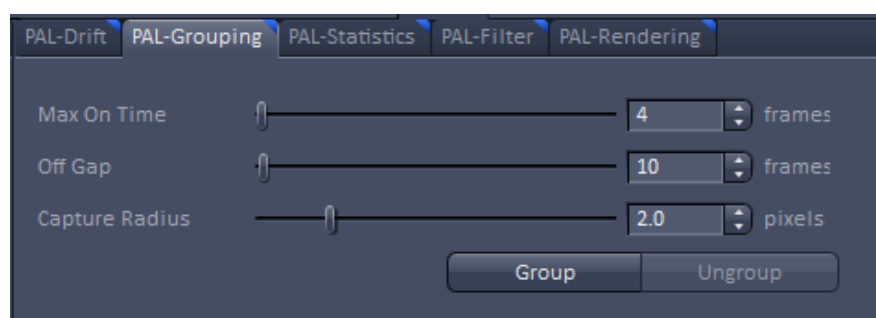 PAL-Drift PAL-Grouping PAL-Statistics PAL-Filter PAL-Rendering
Max On Time 4 frames
Off Gap 10 frames
Capture Radius 2.0 pixels
Group Ungroup